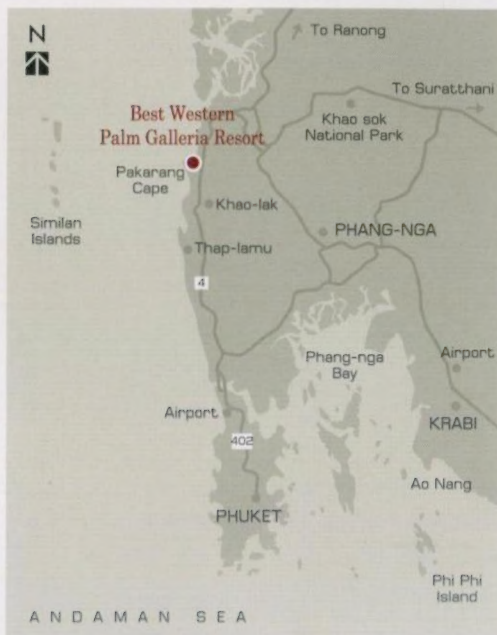 N
To Ranong
To Suratthani
Khao sok
National Park
Best Western
Palm Galleria Resort
Pakarang
Cape
Khao-lak
Similan
Islands
PHANG-NGA
Thap-lamu
4
Phang-nga
Bay
Airport
Airport
KRABI
402
Ao Nang
PHUKET
Phi Phi
Island
ANDAMAN SEA